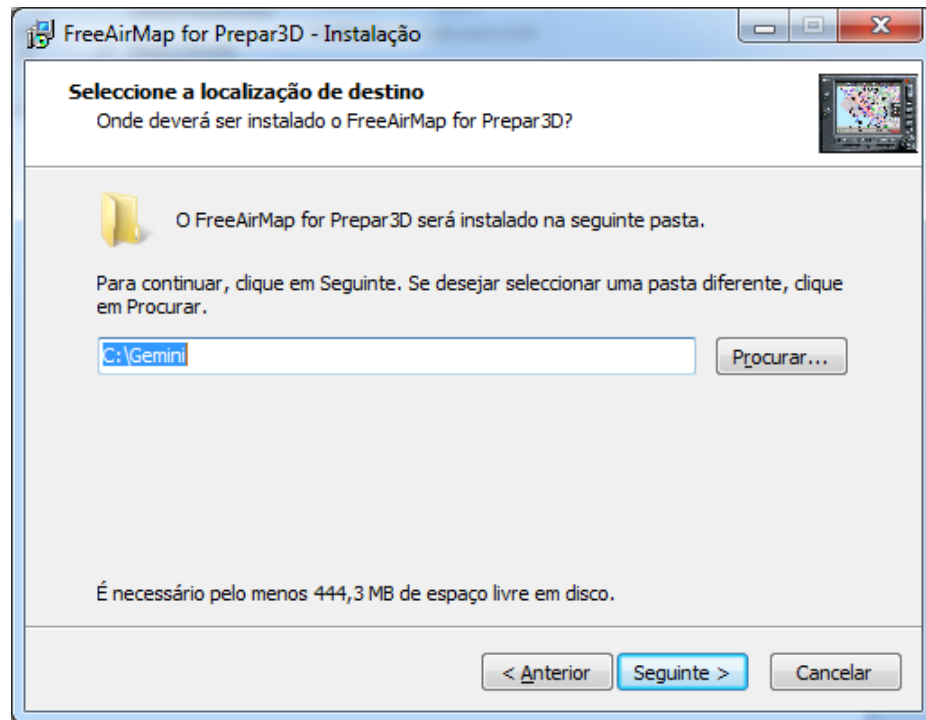 FreeAirMap for Prepar3D - Instalação
Seleccione a localização de destino
Onde deverá ser instalado o FreeAirMap for Prepar3D?
O FreeAirMap for Prepar3D será instalado na seguinte pasta.
Para continuar, clique em Seguinte. Se desejar seleccionar uma pasta diferente, clique
em Procurar.
C:\Gemini
Procurar...
É necessário pelo menos 444,3 MB de espaço livre em disco.
< Anterior
Seguinte >
Cancelar